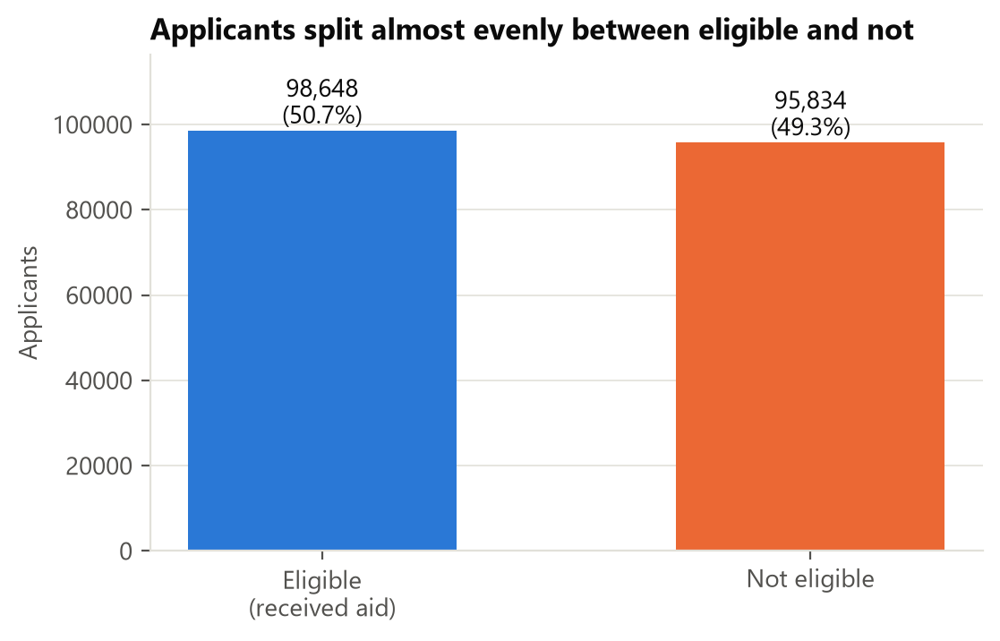 Applicants split almost evenly between eligible and not
98,648
(50.7%)
95,834
(49.3%)
100000
80000
60000
40000
20000
0
Applicants
Eligible
(received aid)
Not eligible